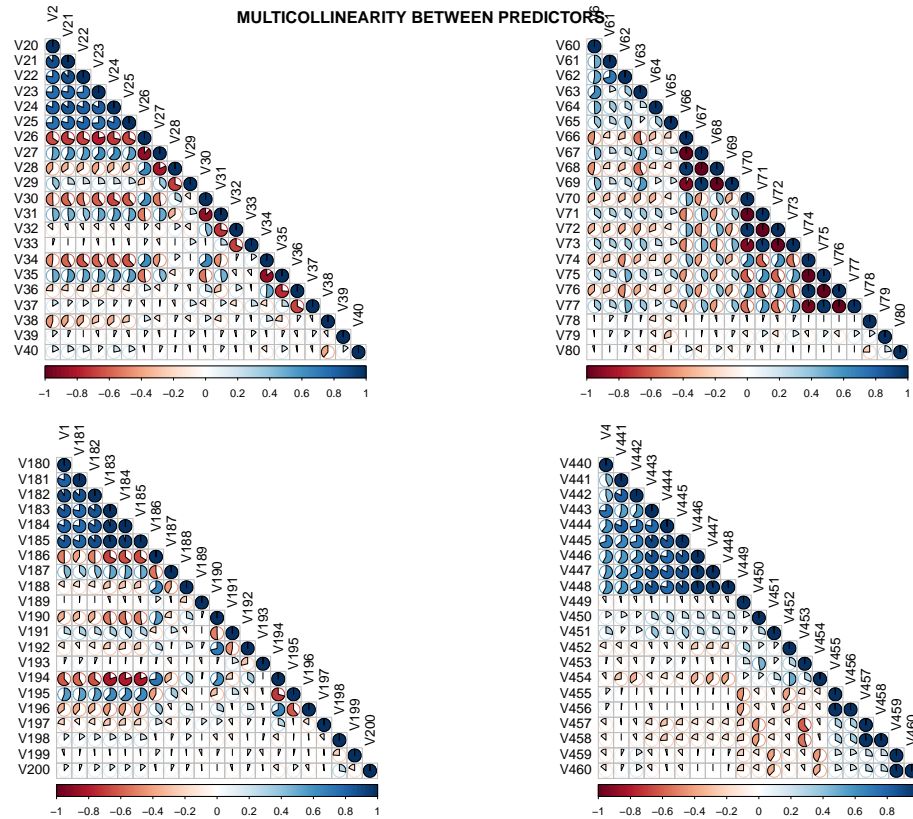 MULTICOLLINEARITY BETWEEN PREDICTORS
V2
V21
V22
V23
V24
V25
V26
V27
V28
V29
V30
V31
V32
V33
V34
V35
V36
V37
V38
V39
V40
V20
V21
V22
V23
V24
V25
V26
V27
V28
V29
V30
V31
V32
V33
V34
V35
V36
V37
V38
V39
V40
−1 −0.8 −0.6 −0.4 −0.2 0 0.2 0.4 0.6 0.8 1
V61
V62
V63
V64
V65
V66
V67
V68
V69
V70
V71
V72
V73
V74
V75
V76
V77
V78
V79
V80
V60
V61
V62
V63
V64
V65
V66
V67
V68
V69
V70
V71
V72
V73
V74
V75
V76
V77
V78
V79
V80
−1 −0.8 −0.6 −0.4 −0.2 0 0.2 0.4 0.6 0.8 1
V1
V181
V182
V183
V184
V185
V186
V187
V188
V189
V190
V191
V192
V193
V194
V195
V196
V197
V198
V199
V200
V180
V181
V182
V183
V184
V185
V186
V187
V188
V189
V190
V191
V192
V193
V194
V195
V196
V197
V198
V199
V200
−1 −0.8 −0.6 −0.4 −0.2 0 0.2 0.4 0.6 0.8 1
V4
V441
V442
V443
V444
V445
V446
V447
V448
V449
V450
V451
V452
V453
V454
V455
V456
V457
V458
V459
V460
V440
V441
V442
V443
V444
V445
V446
V447
V448
V449
V450
V451
V452
V453
V454
V455
V456
V457
V458
V459
V460
−1 −0.8 −0.6 −0.4 −0.2 0 0.2 0.4 0.6 0.8